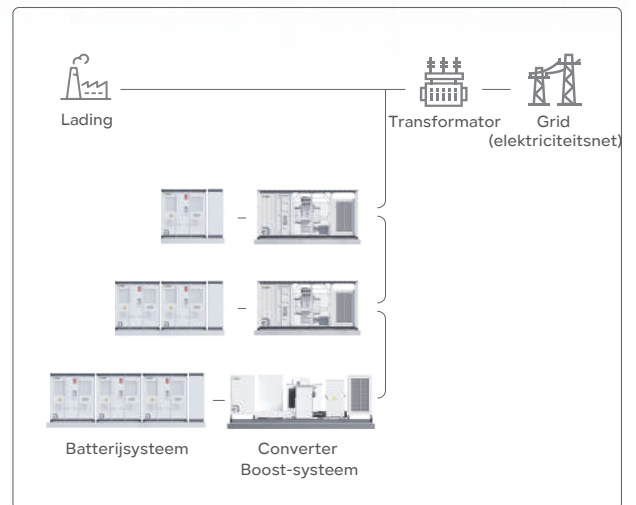 Lading
Transformator
Grid
(elektriciteitsnet)
Batterijsysteem
Converter
Boost-systeem